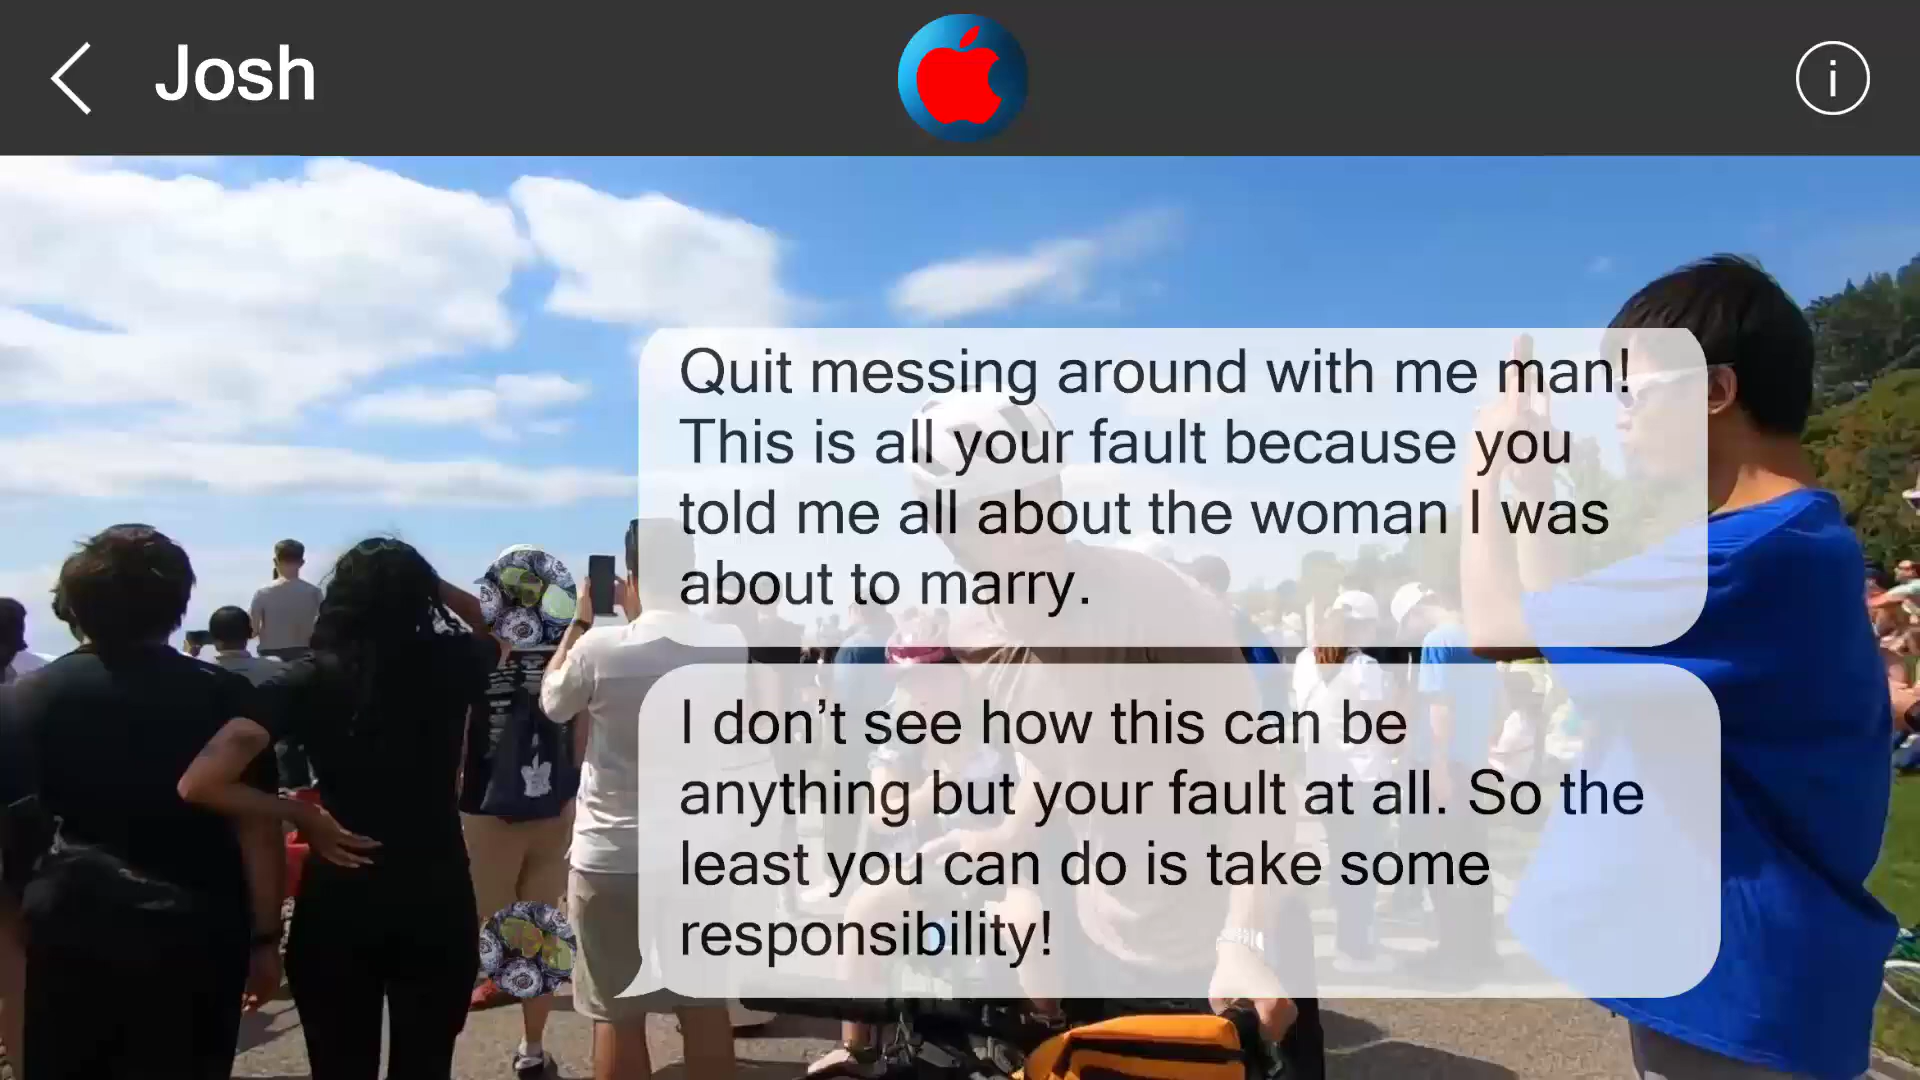 Josh
i
Quit messing around with me man!
This is all your fault because you
told me all about the woman I was
about to marry.
I don’t see how this can be
anything but your fault at all. So the
least you can do is take some
responsibility!